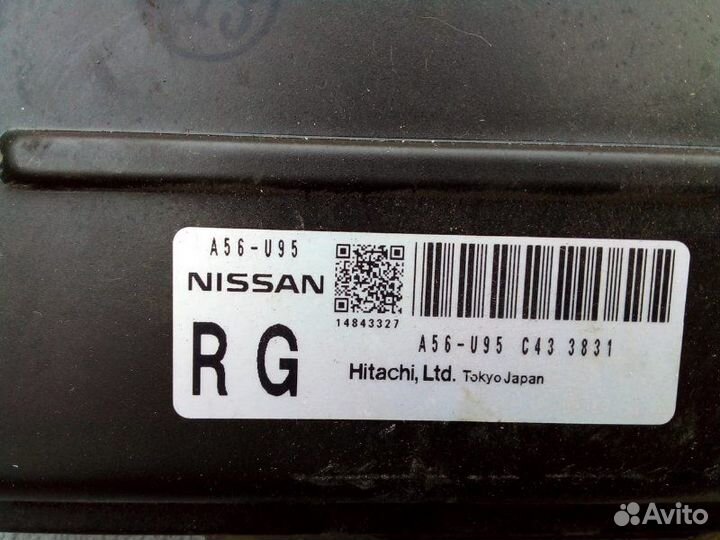 A56-U95
NISSAN
14843327
RG
A56-U95 C43 3831
Hitachi, Ltd. Tokyo Japan
Avito